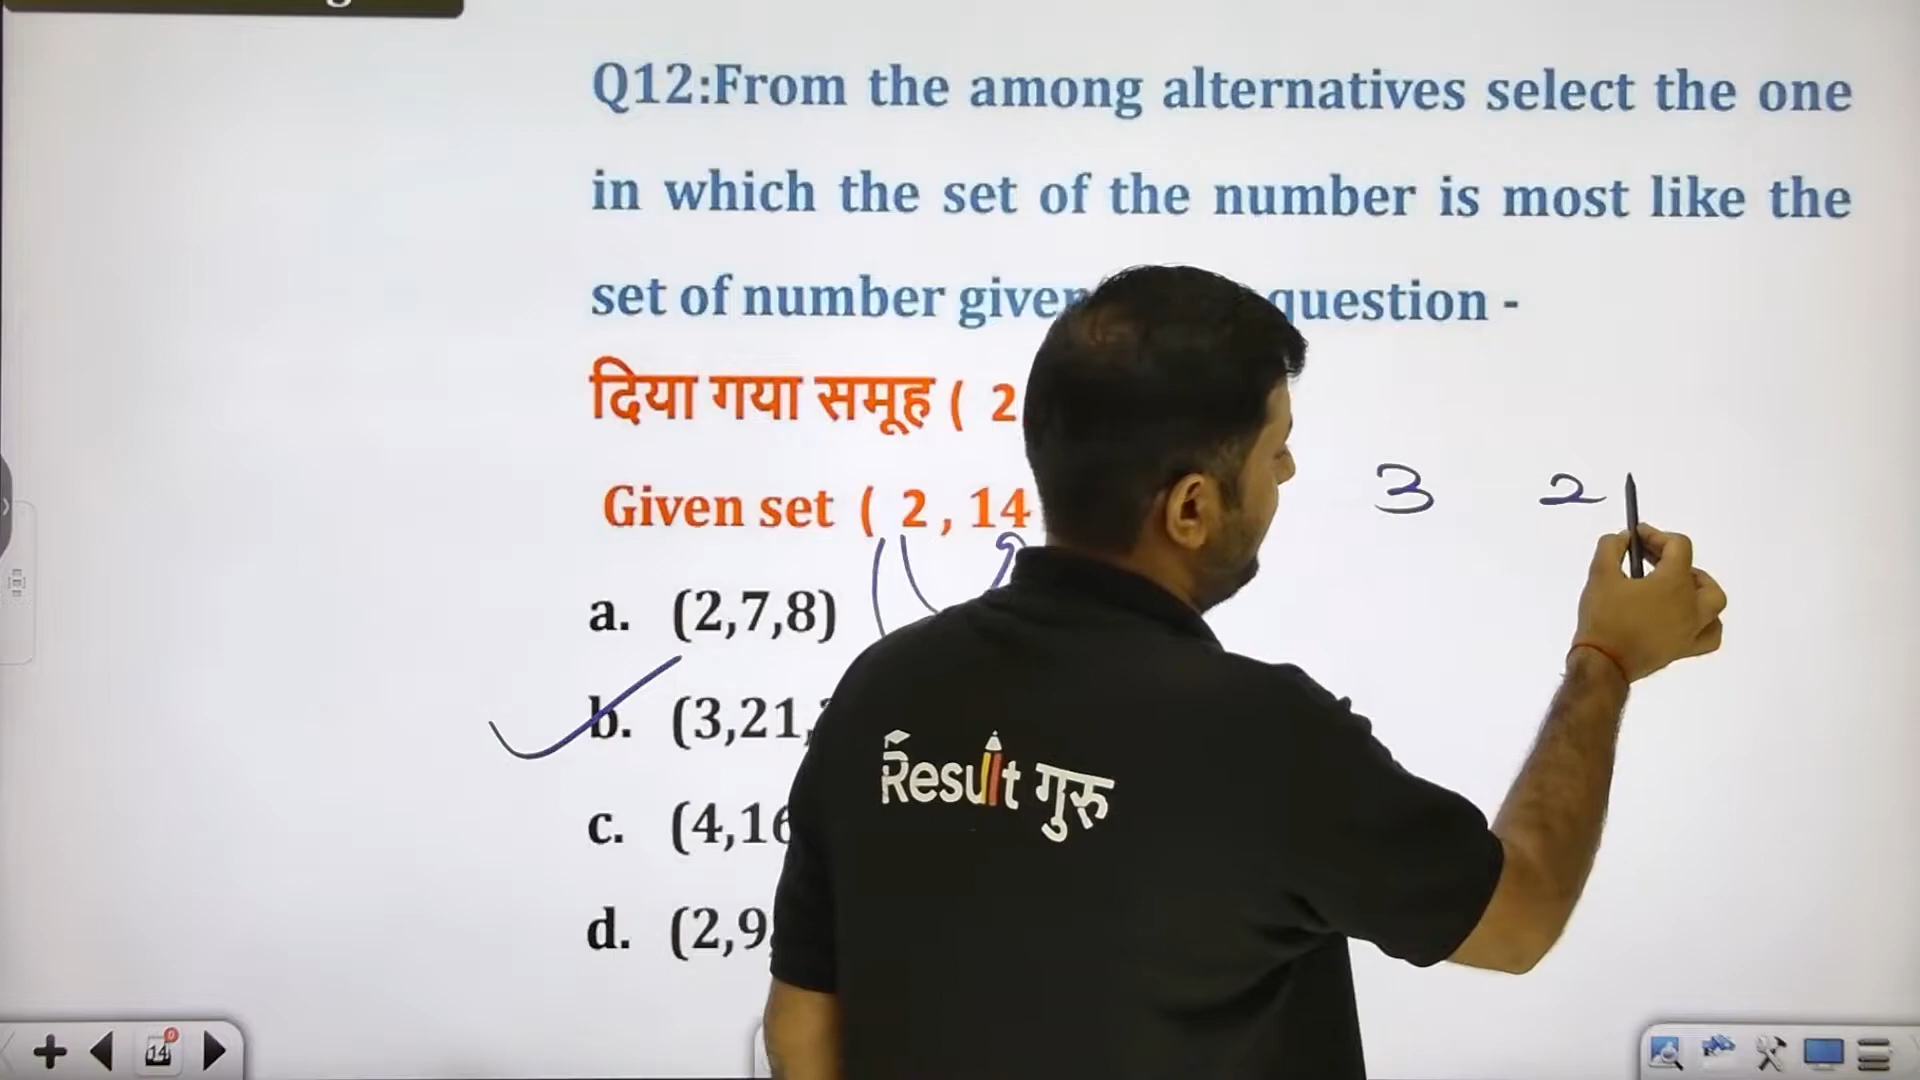 Q12:From the among alternatives select the one
in which the set of the number is most like the
set of number given question -
दिया गया समूह ( 2
Given set ( 2 , 14
3 2
a. (2,7,8)
b. (3,21,
c. (4,16
d. (2,9
Result गुरु
14
0